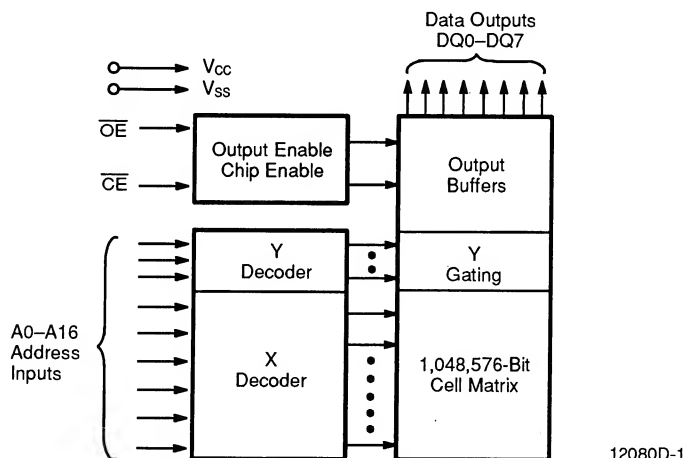 Data Outputs
DQ0–DQ7
VCC
VSS
OE
CE
Output Enable
Chip Enable
Output
Buffers
Y
Decoder
Y
Gating
A0–A16
Address
Inputs
X
Decoder
1,048,576-Bit
Cell Matrix
12080D-1